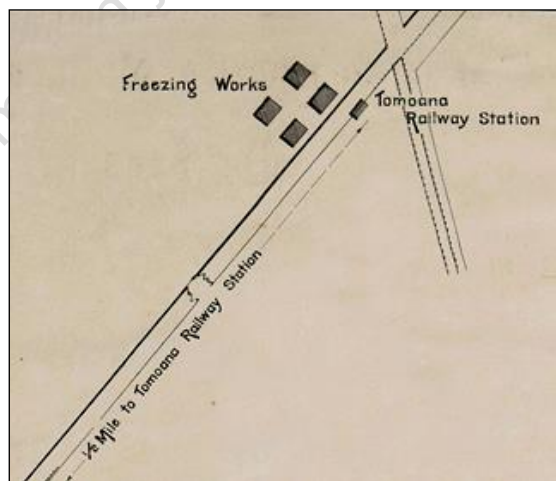 Freezing Works
Tomoana
Railway Station
1/2 Mile to Tomoana Railway Station